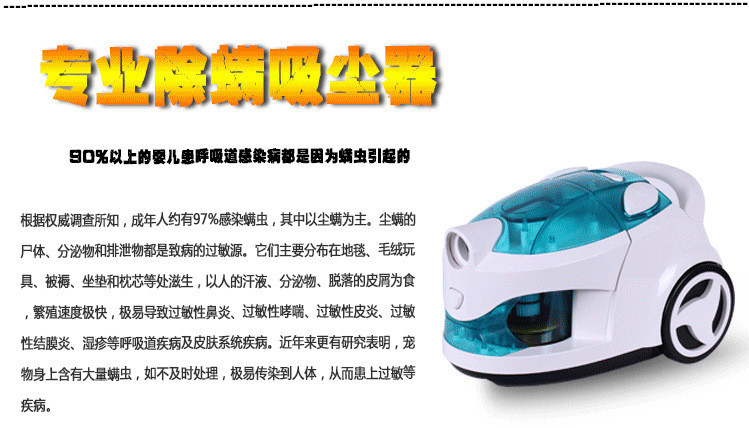 专业除螨吸尘器
90%以上的婴儿患呼吸道感染病都是因为螨虫引起的
根据权威调查所知，成年人约有97%感染螨虫，其中以尘螨为主。尘螨的
尸体、分泌物和排泄物都是致病的过敏源。它们主要分布在地毯、毛绒玩
具、被褥、坐垫和枕芯等处滋生，以人的汗液、分泌物、脱落的皮屑为食
，繁殖速度极快，极易导致过敏性鼻炎、过敏性哮喘、过敏性皮炎、过敏
性结膜炎、湿疹等呼吸道疾病及皮肤系统疾病。近年来更有研究表明，宠
物身上含有大量螨虫，如不及时处理，极易传染到人体，从而患上过敏等
疾病。